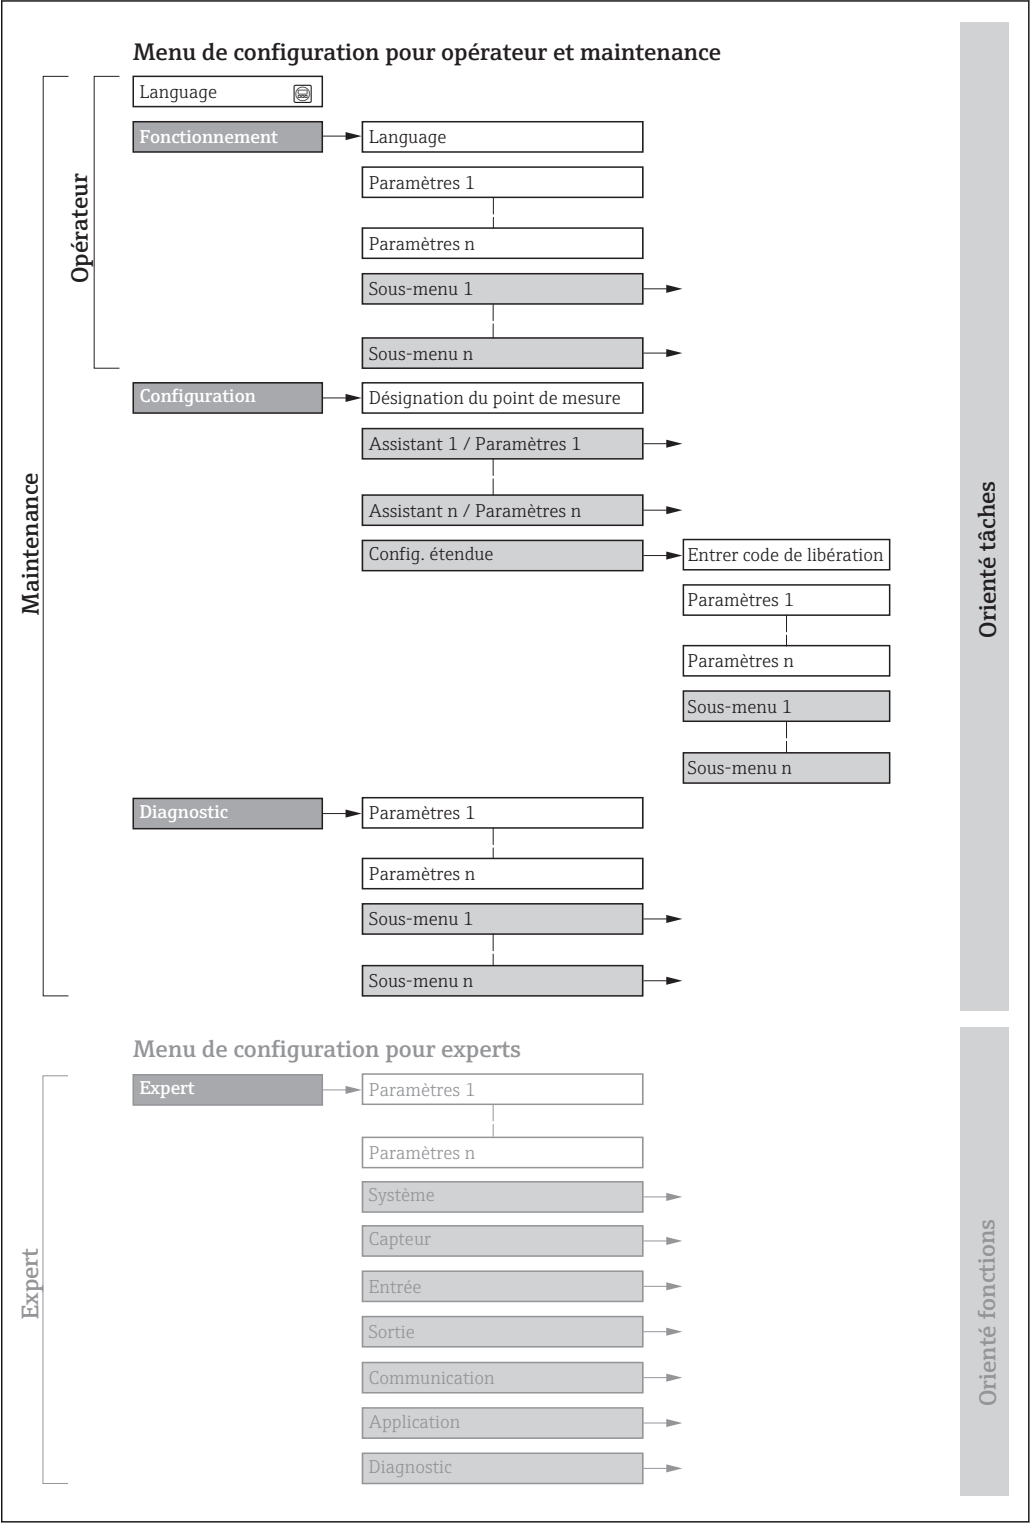 Menu de configuration pour opérateur et maintenance
Maintenance
Opérateur
Orienté tâches
Language
Fonctionnement
Language
Paramètres 1
Paramètres n
Sous-menu 1
Sous-menu n
Configuration
Désignation du point de mesure
Assistant 1 / Paramètres 1
Assistant n / Paramètres n
Config. étendue
Entrer code de libération
Paramètres 1
Paramètres n
Sous-menu 1
Sous-menu n
Diagnostic
Paramètres 1
Paramètres n
Sous-menu 1
Sous-menu n
Menu de configuration pour experts
Expert
Orienté fonctions
Expert
Paramètres 1
Paramètres n
Système
Capteur
Entrée
Sortie
Communication
Application
Diagnostic